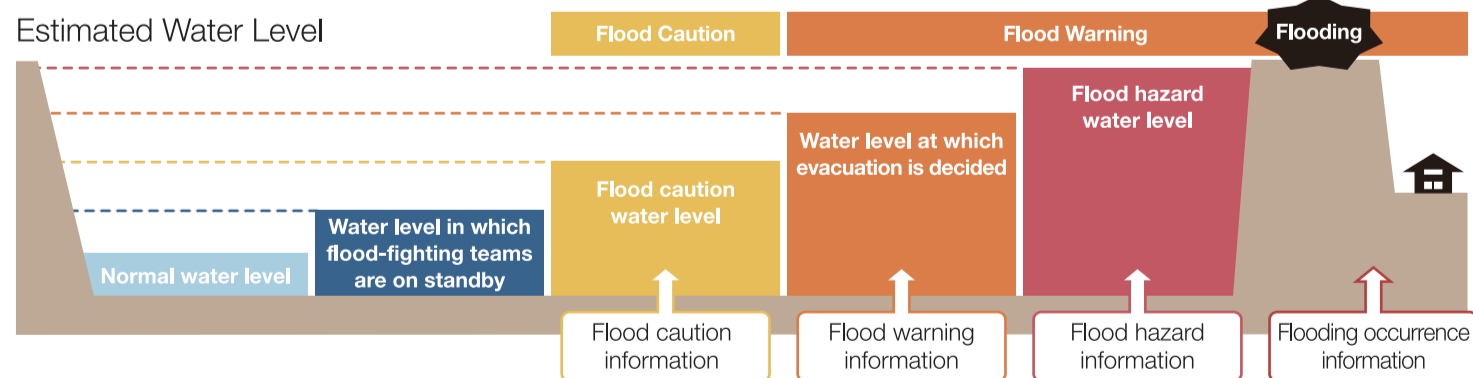 Estimated Water Level
Flood Caution
Flood Warning
Flooding
Normal water level
Water level in which
flood-fighting teams
are on standby
Flood caution
water level
Water level at which
evacuation is decided
Flood hazard
water level
Flood caution
information
Flood warning
information
Flood hazard
information
Flooding occurrence
information